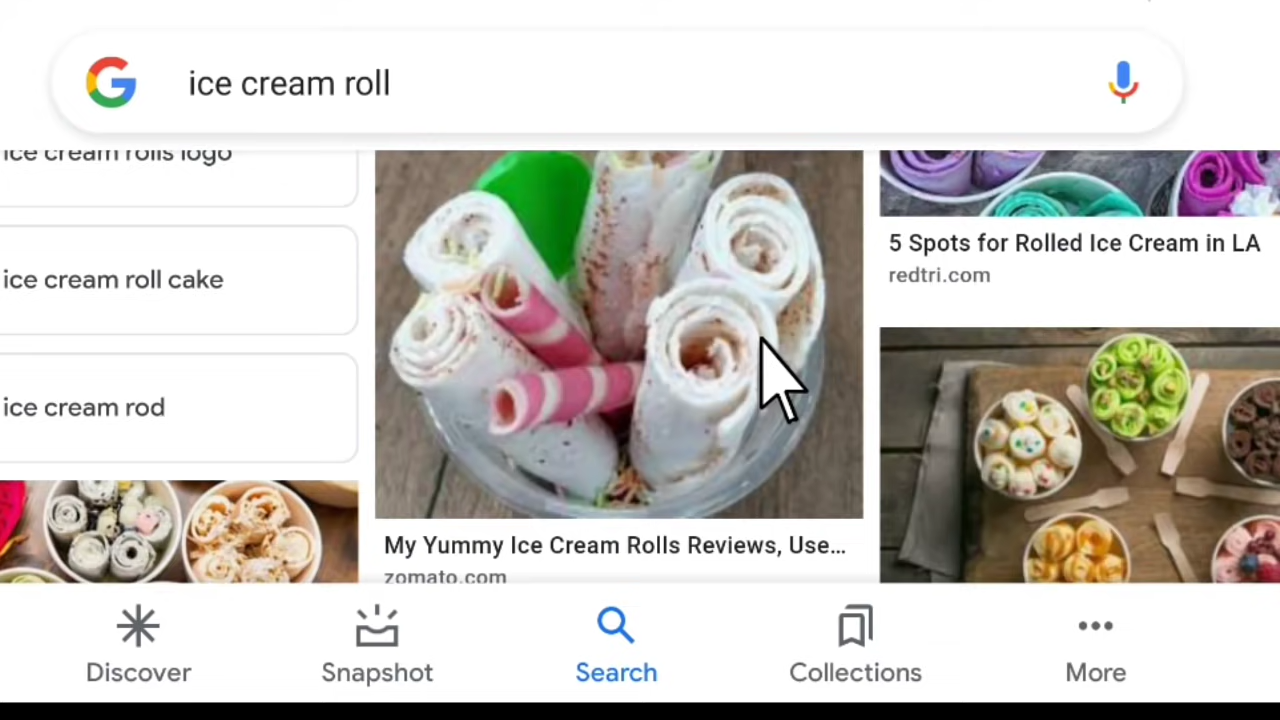 ice cream roll
ice cream rolls logo
ice cream roll cake
ice cream rod
My Yummy Ice Cream Rolls Reviews, Use...
zomato.com
5 Spots for Rolled Ice Cream in LA
redtri.com
Discover
Snapshot
Search
Collections
More